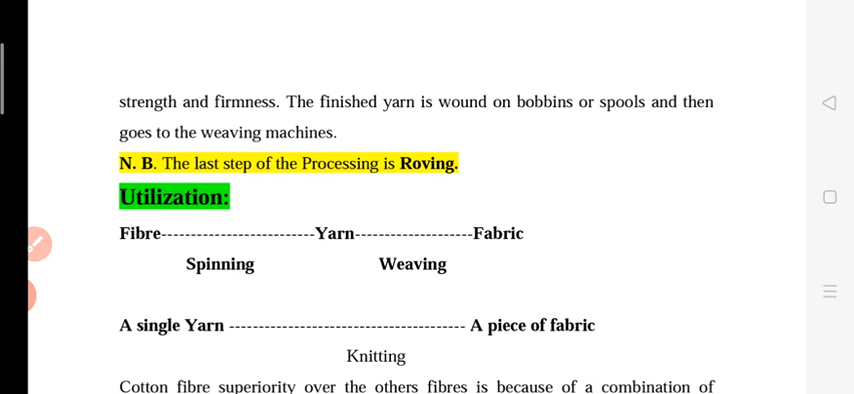 strength and firmness. The finished yarn is wound on bobbins or spools and then
goes to the weaving machines.
N. B. The last step of the Processing is Roving.
Utilization:
Fibre--------------------------Yarn--------------------Fabric
Spinning Weaving
A single Yarn ---------------------------------------- A piece of fabric
Knitting
Cotton fibre superiority over the others fibres is because of a combination of